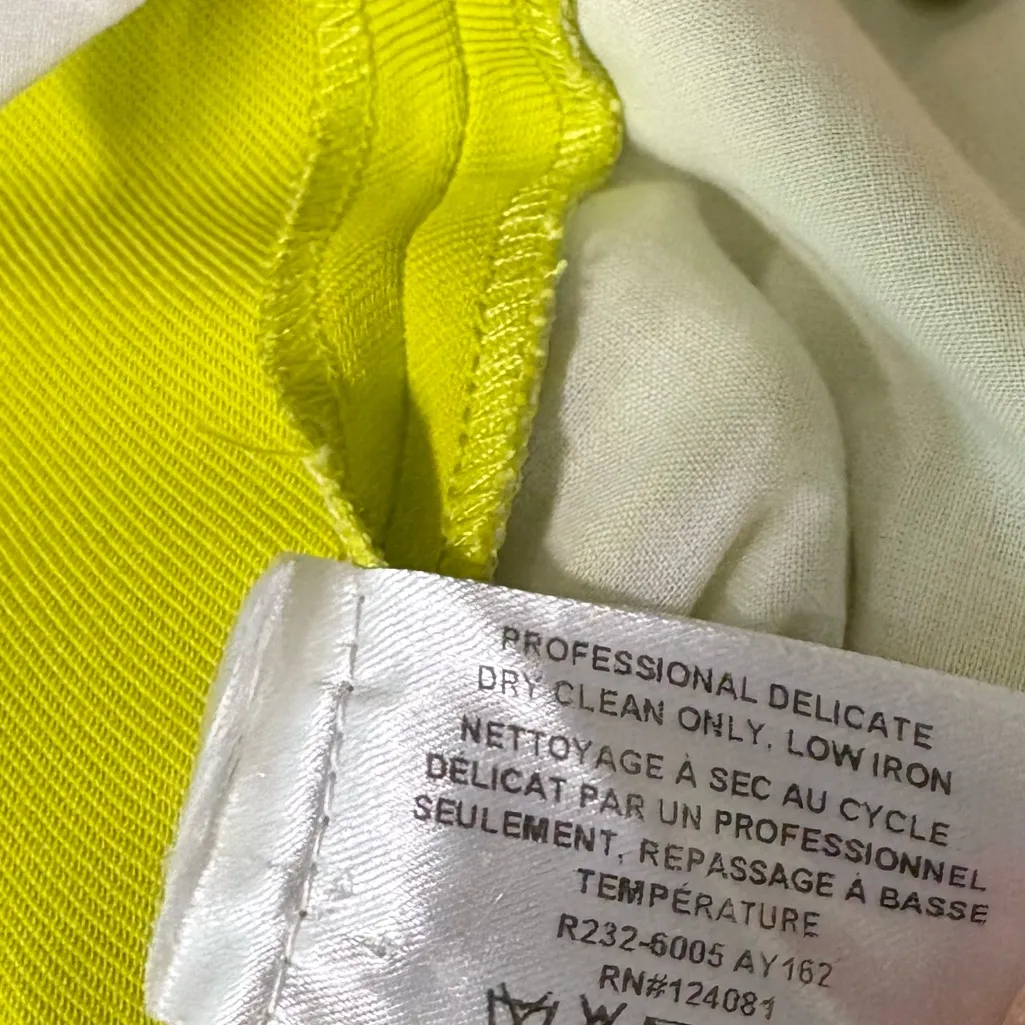 PROFESSIONAL DELICATE
DRY CLEAN ONLY, LOW IRON
NETTOYAGE À SEC AU CYCLE
DÉLICAT PAR UN PROFESSIONNEL
SEULEMENT, REPASSAGE À BASSE
TEMPÉRATURE
R232-6005 AY162
RN#124081